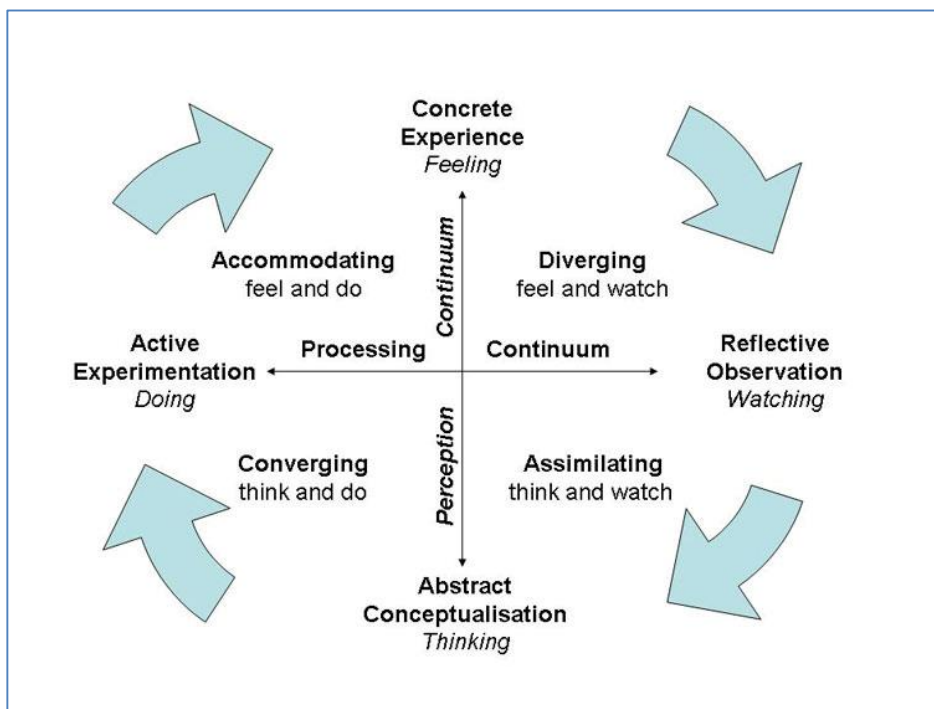 Concrete
Experience
Feeling
Continuum
Accommodating
feel and do
Diverging
feel and watch
Active
Experimentation
Doing
Processing
Continuum
Reflective
Observation
Watching
Converging
think and do
Perception
Assimilating
think and watch
Abstract
Conceptualisation
Thinking